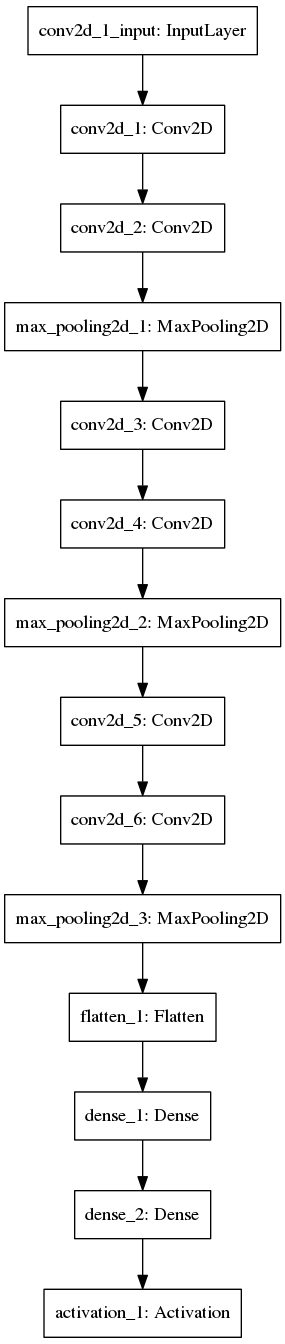 conv2d_1_input: InputLayer
conv2d_1: Conv2D
conv2d_2: Conv2D
max_pooling2d_1: MaxPooling2D
conv2d_3: Conv2D
conv2d_4: Conv2D
max_pooling2d_2: MaxPooling2D
conv2d_5: Conv2D
conv2d_6: Conv2D
max_pooling2d_3: MaxPooling2D
flatten_1: Flatten
dense_1: Dense
dense_2: Dense
activation_1: Activation